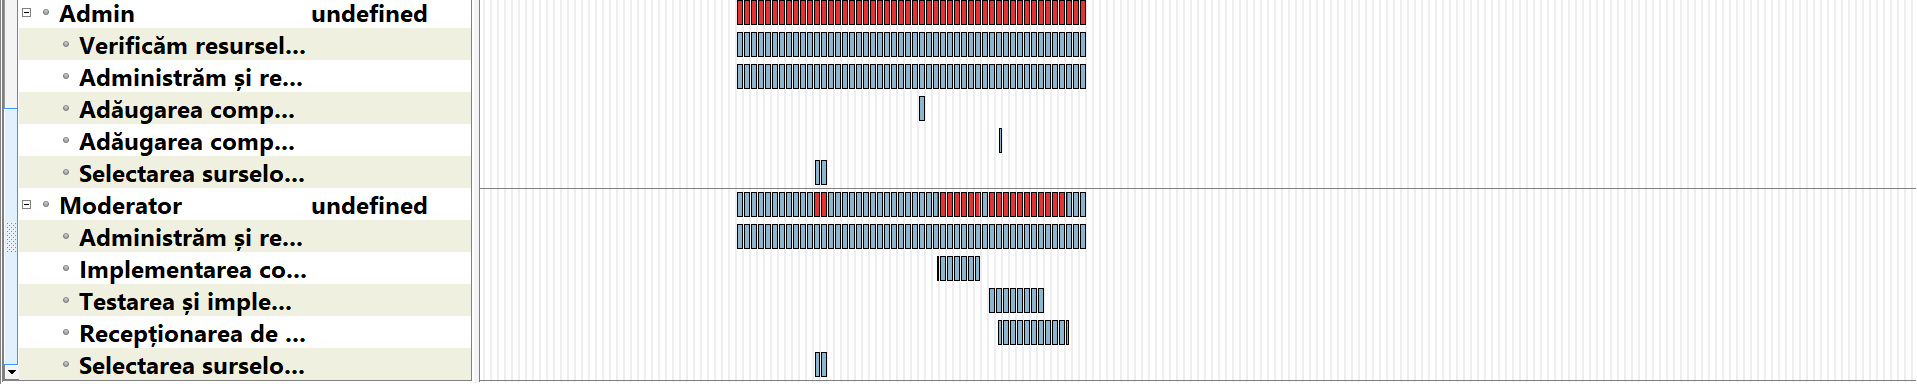 Admin undefined
Verificăm resursel...
Administrăm și re...
Adăugarea comp...
Adăugarea comp...
Selectarea surselo...
Moderator undefined
Administrăm și re...
Implementarea co...
Testarea și imple...
Recepționarea de ...
Selectarea surselo...